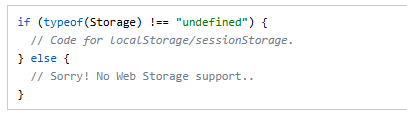 if (typeof(Storage) !== "undefined") {
  // Code for localStorage/sessionStorage.
} else {
  // Sorry! No Web Storage support..
}